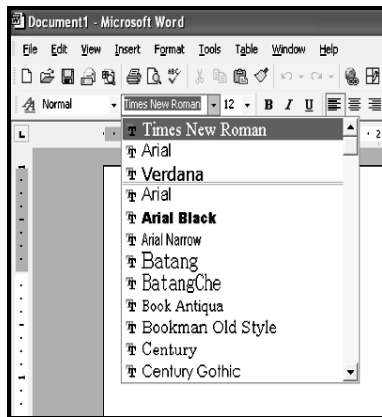 Document1 - Microsoft Word
File Edit View Insert Format Tools Table Window Help
Normal Times New Roman 12 B I U
Times New Roman
Arial
Verdana
Arial
Arial Black
Arial Narrow
Batang
BatangChe
Book Antiqua
Bookman Old Style
Century
Century Gothic